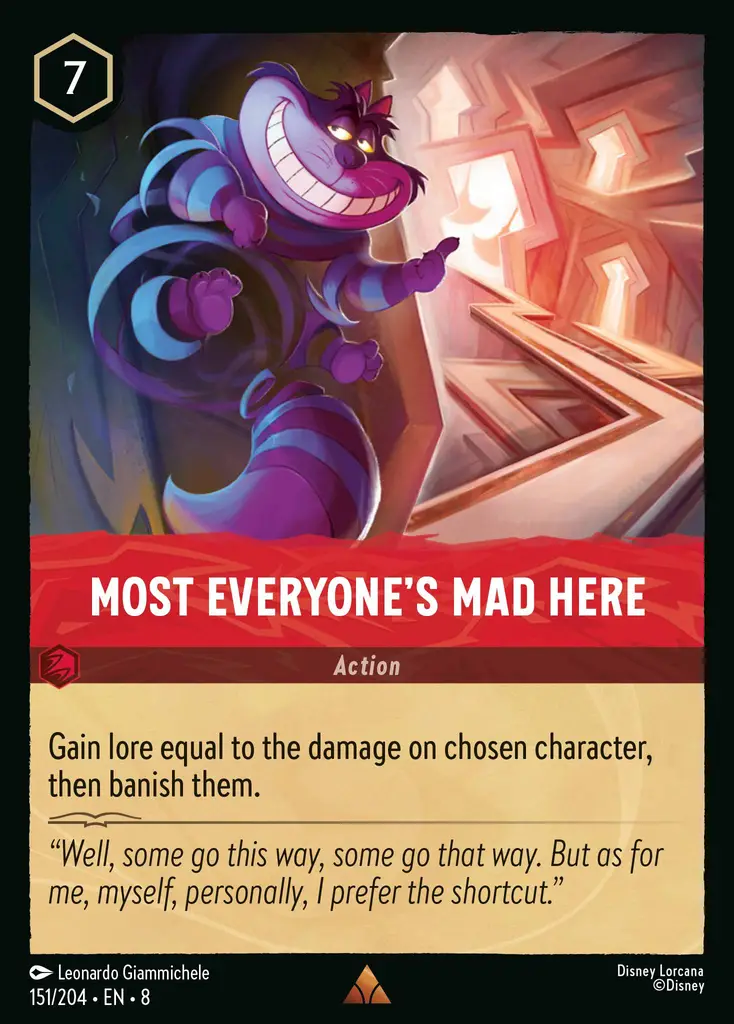 7
MOST EVERYONE’S MAD HERE
Action
Gain lore equal to the damage on chosen character,
then banish them.
“Well, some go this way, some go that way. But as for
me, myself, personally, I prefer the shortcut.”
Leonardo Giammichele
151/204 • EN • 8
Disney Lorcana
©Disney